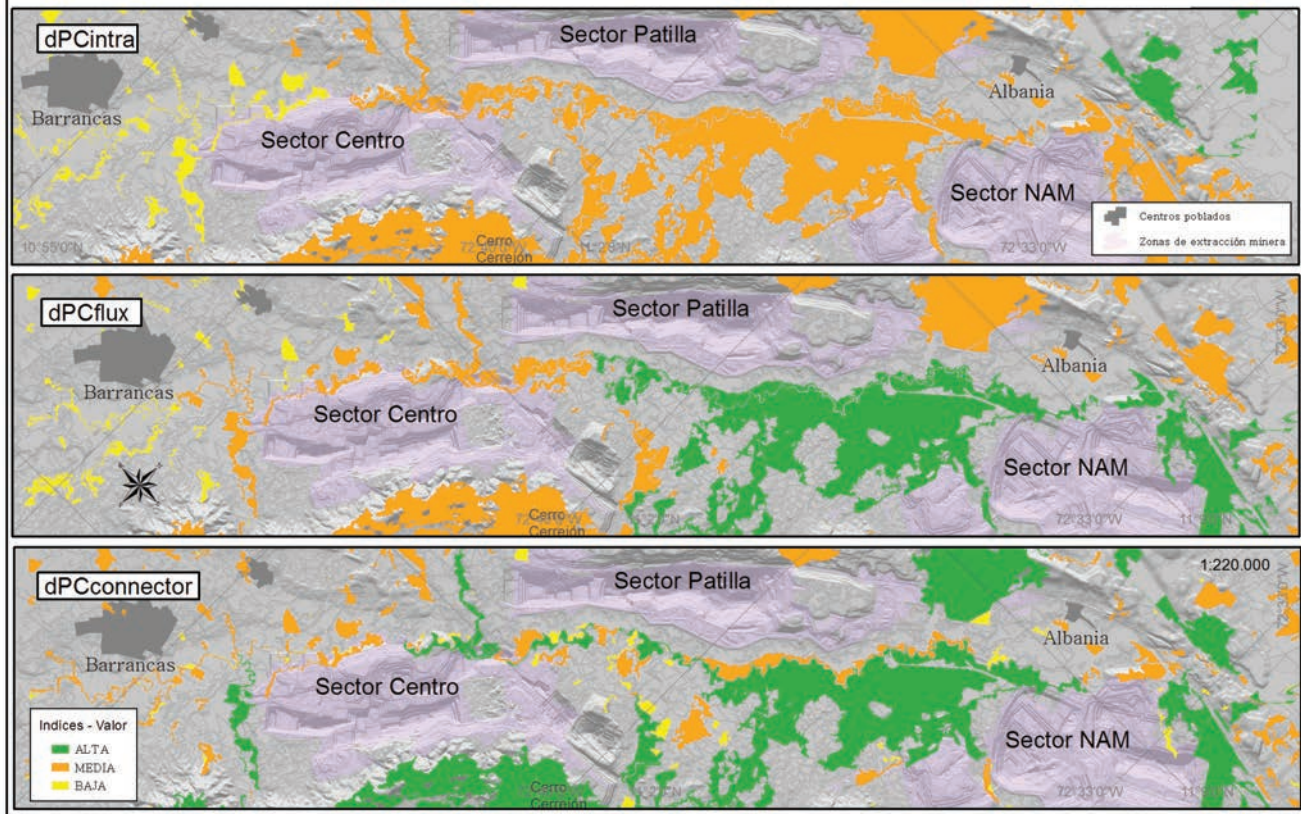 dPCintra
Sector Patilla
Barrancas
Albania
Sector Centro
Sector NAM
Centros poblados
Zonas de extracción minera
10°55'0"N
Cerro
Cerrejón
72°33'0"W
dPCflux
Sector Patilla
72°33'0"W
Albania
Barrancas
Sector Centro
Sector NAM
Cerro
Cerrejón
72°33'0"W
dPCconnector
1:220.000
Sector Patilla
Albania
Barrancas
Sector Centro
Indices - Valor
ALTA
MEDIA
BAJA
Sector NAM
Cerro
Cerrejón
72°33'0"W